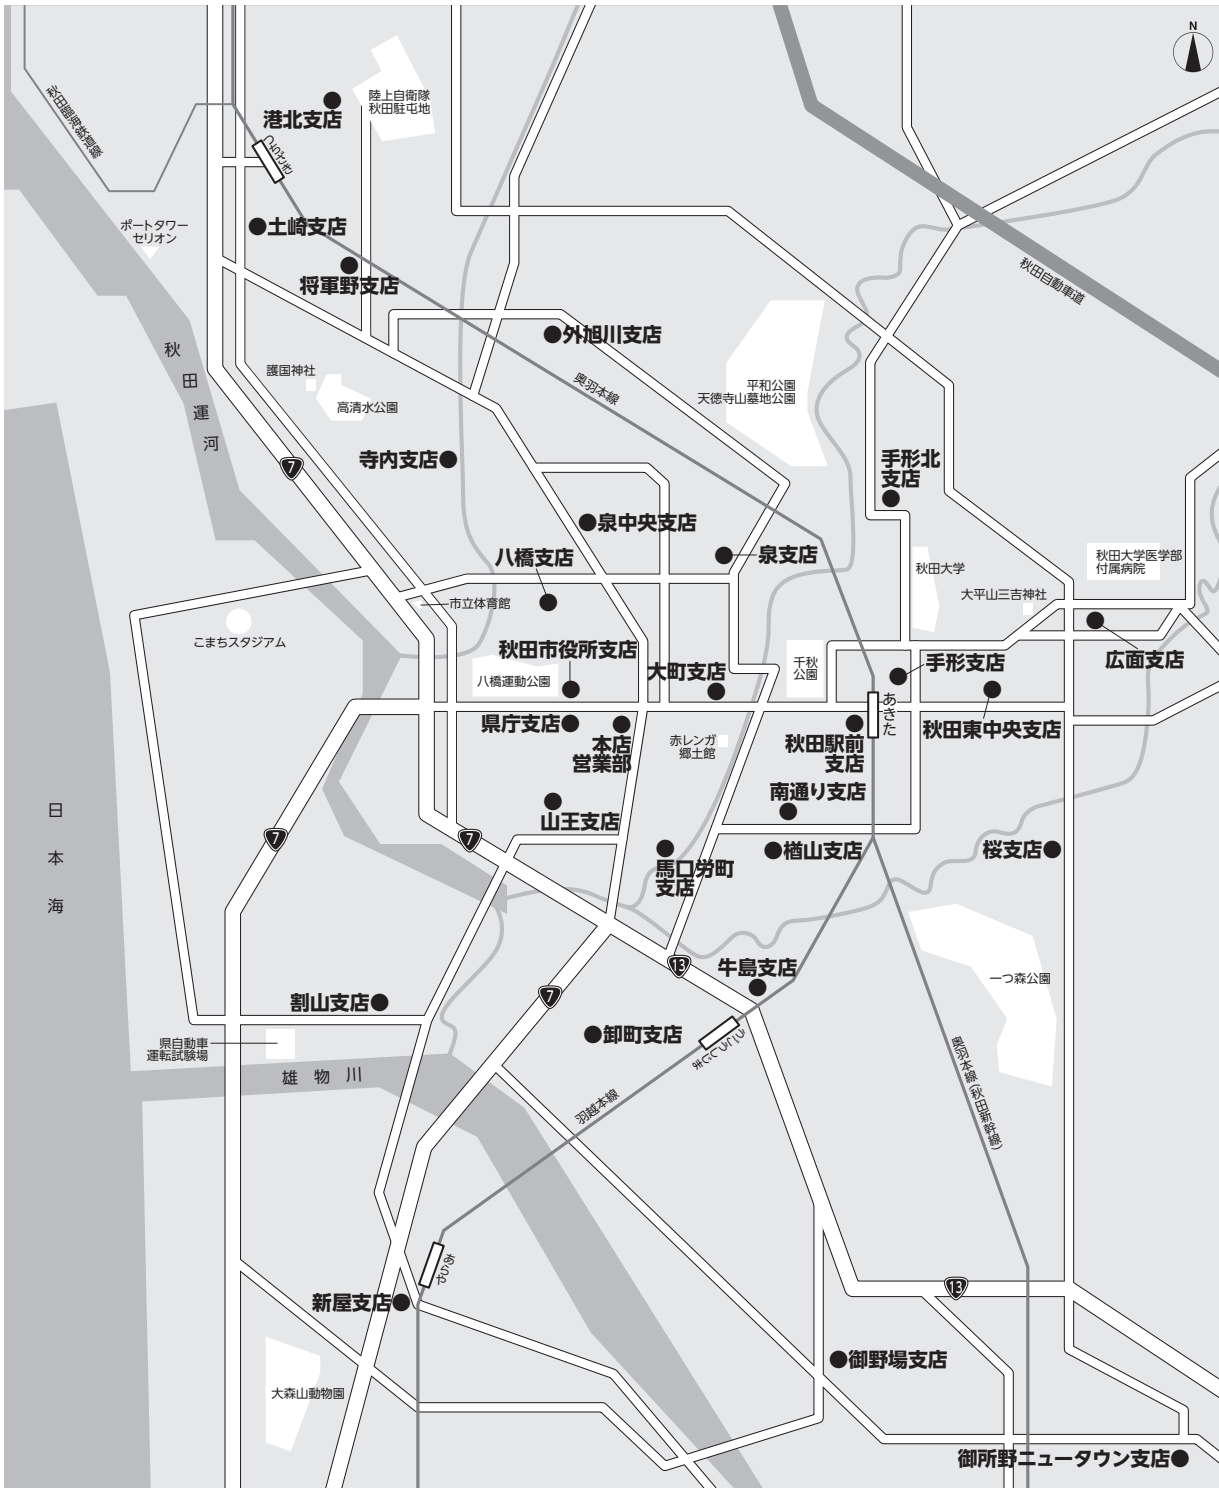 N
秋田臨海鉄道線
陸上自衛隊
秋田駐屯地
港北支店
つちざき
ポートタワー
セリオン
土崎支店
将軍野支店
秋田自動車道
外旭川支店
秋田運河
護国神社
高清水公園
奥羽本線
平和公園
天徳寺山墓地公園
7
寺内支店
手形北
支店
泉中央支店
八橋支店
泉支店
秋田大学
秋田大学医学部
付属病院
市立体育館
大平山三吉神社
こまちスタジアム
秋田市役所支店
八橋運動公園
大町支店
千秋
公園
手形支店
広面支店
あきた
県庁支店
本店
営業部
赤レンガ
郷土館
秋田駅前
支店
秋田東中央支店
南通り支店
山王支店
日本海
7
7
馬口労町
支店
楢山支店
桜支店
13
牛島支店
一つ森公園
7
割山支店
卸町支店
うごうしじま
県自動車
運転試験場
雄物川
羽越本線
奥羽本線(秋田新幹線)
あらや
新屋支店
13
御野場支店
大森山動物園
御所野ニュータウン支店